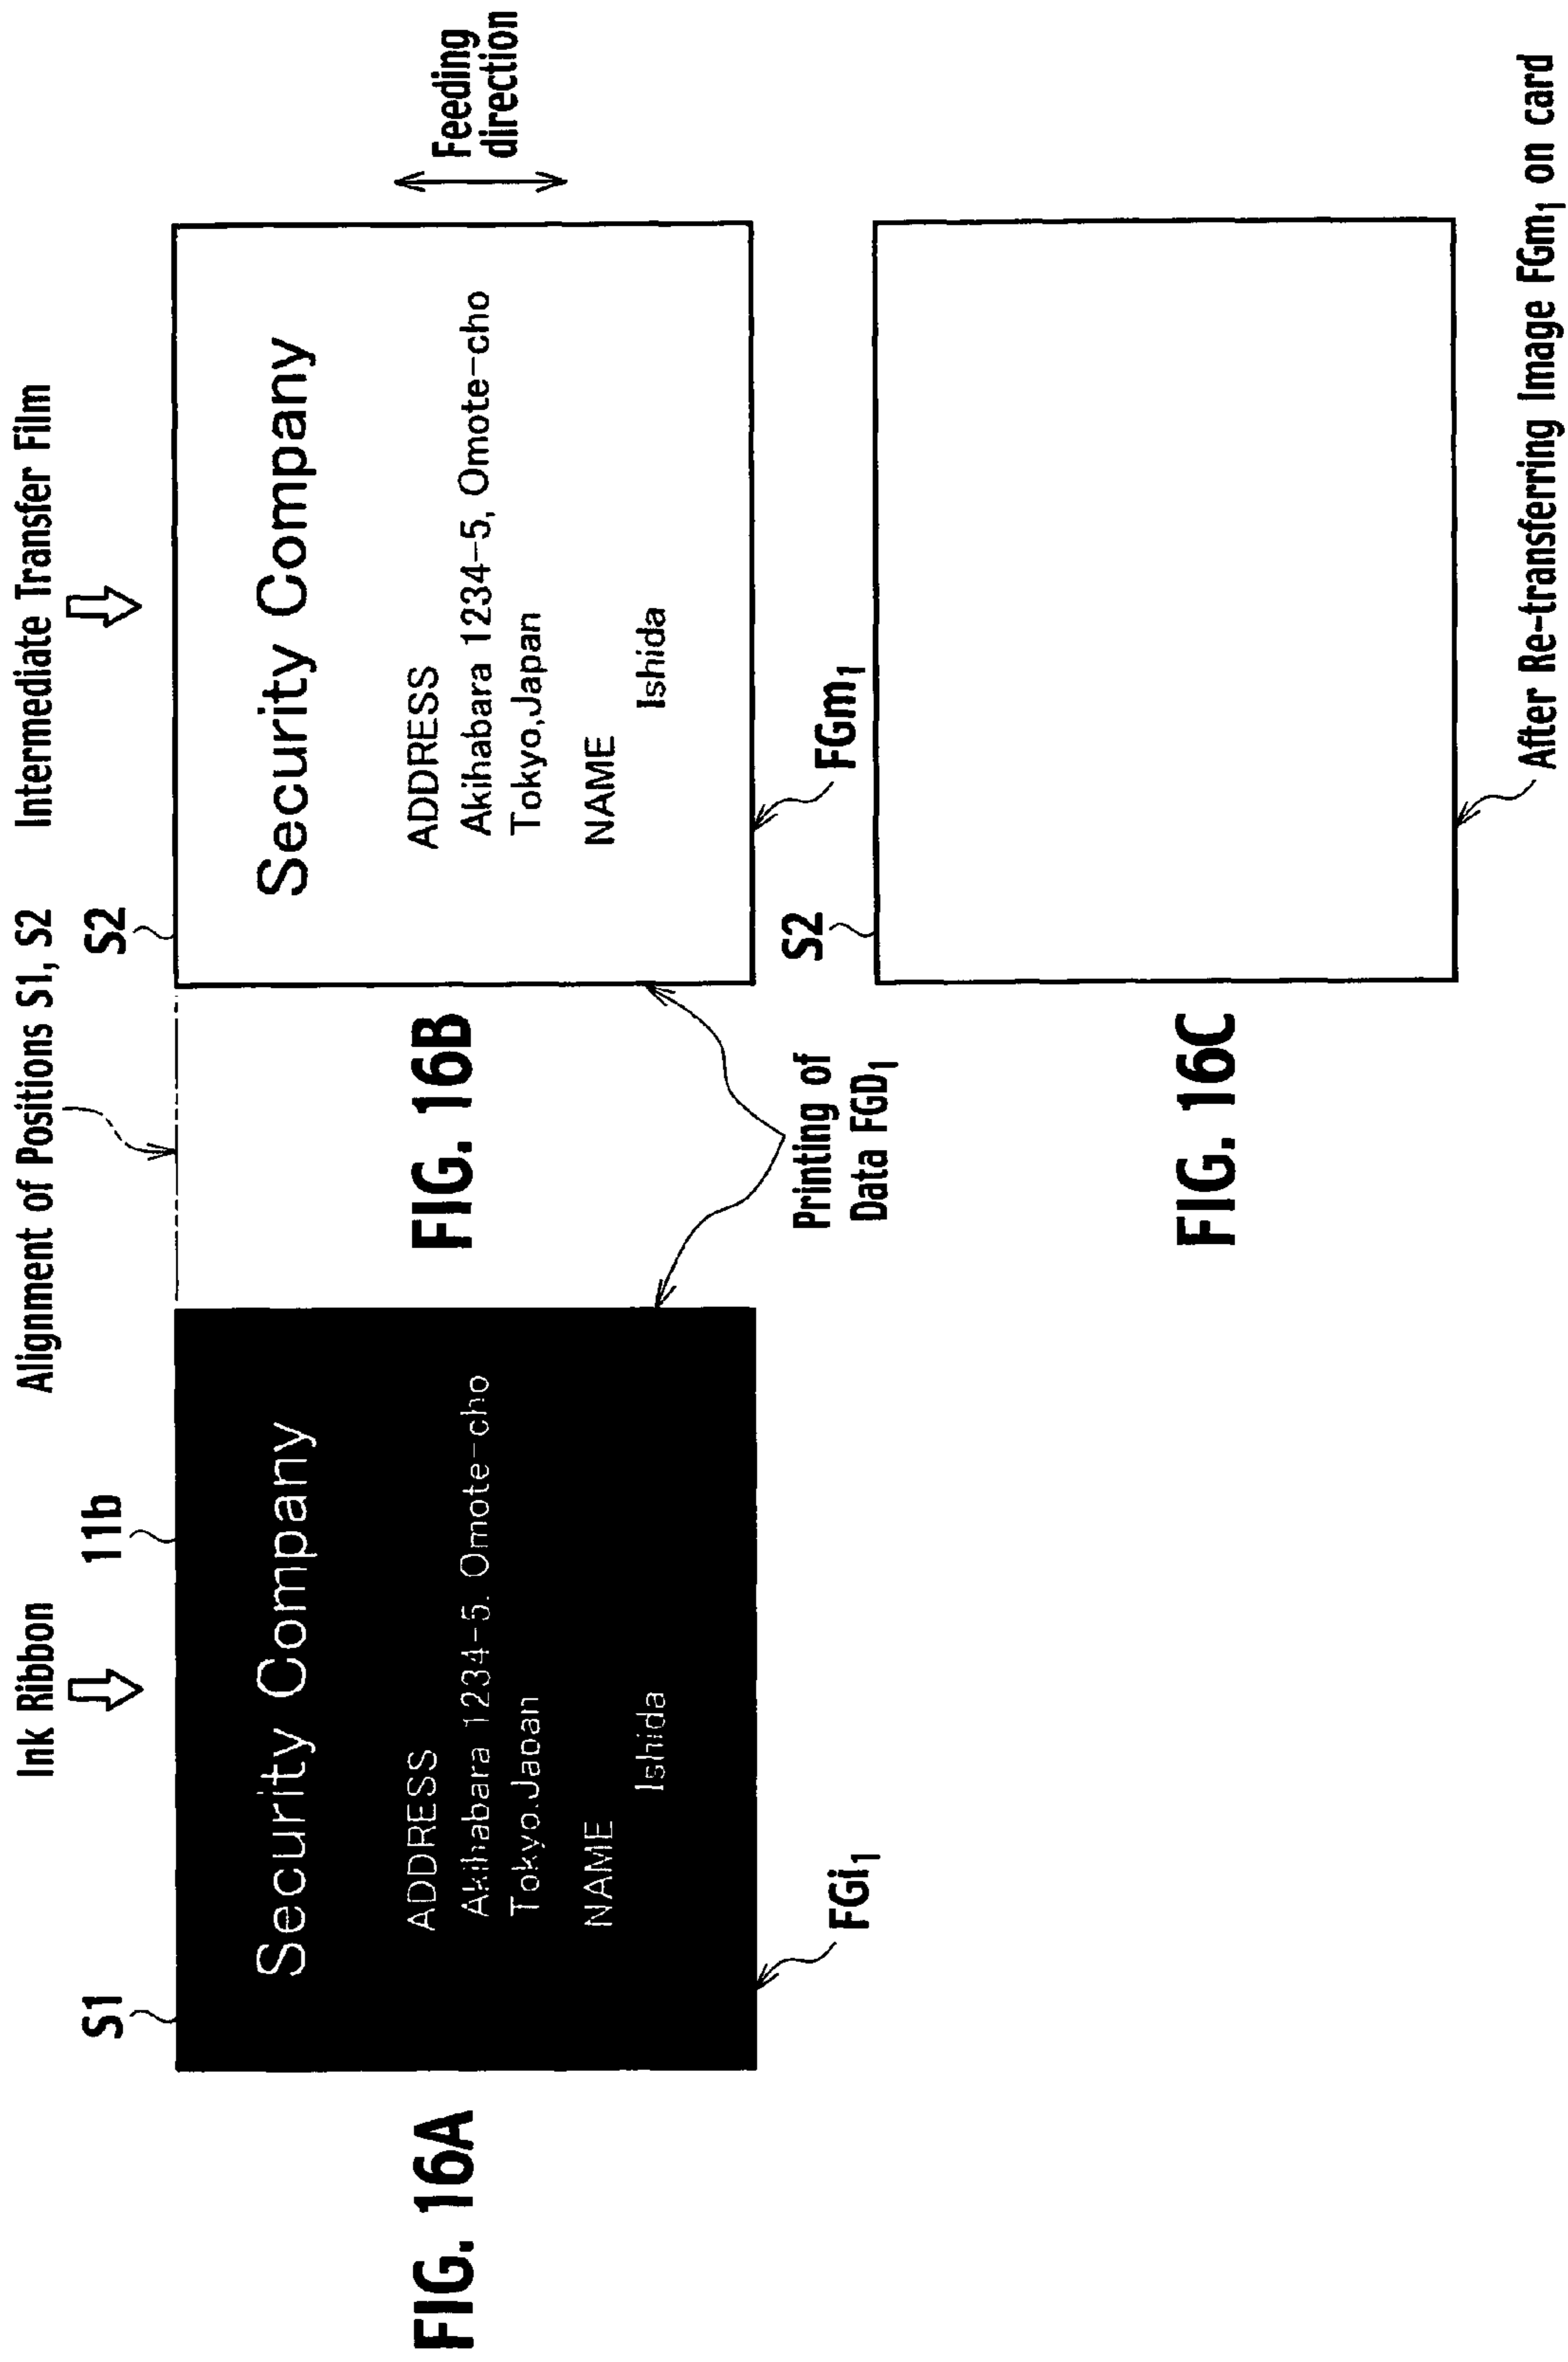 Ink Ribbon
Alignment of Positions S1, S2
Intermediate Transfer Film
S1
11b
S2
Security Company
ADDRESS
Akihabara 1234-5. Omote-cho
Tokyo.Japan
NAME
Ishida
FIG. 16A
FGi1
Security Company
ADDRESS
Akihabara 1234-5, Omote-cho
Tokyo,Japan
NAME
Ishida
FIG. 16B
Feeding
direction
FGm1
Printing of
Data FGD1
S2
FIG. 16C
After Re-transferring Image FGm1 on card